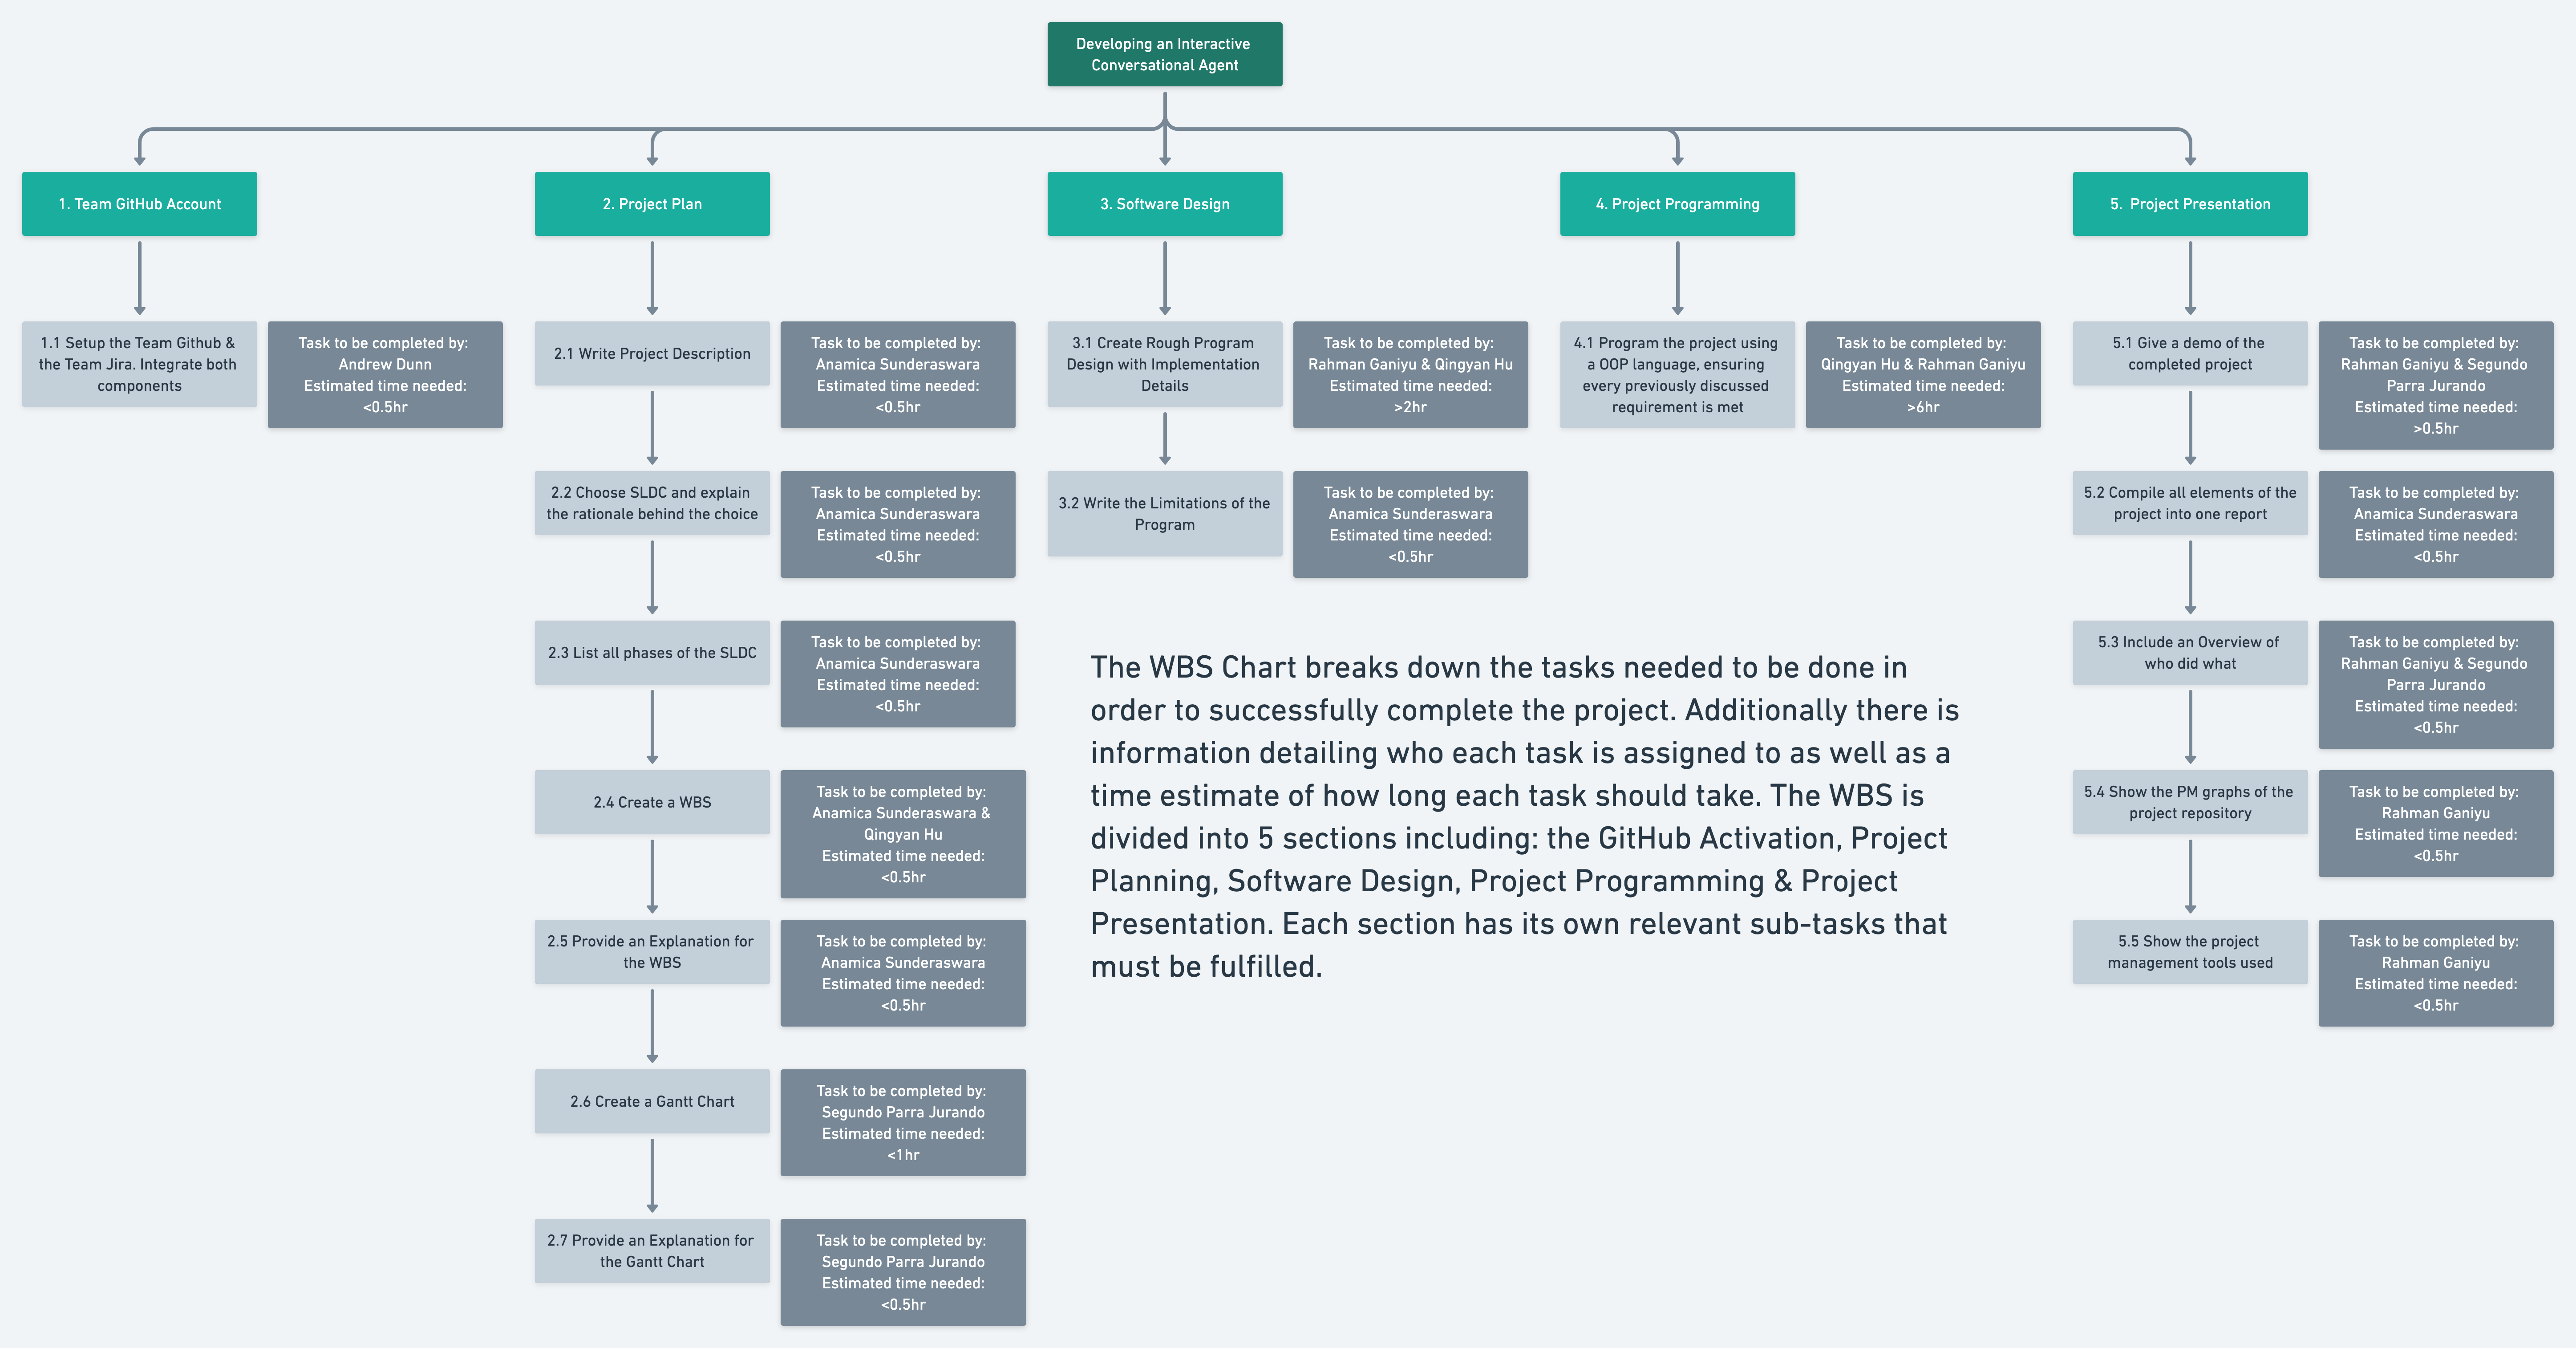 Developing an Interactive
Conversational Agent
1. Team GitHub Account
2. Project Plan
3. Software Design
4. Project Programming
5. Project Presentation
1.1 Setup the Team Github &
the Team Jira. Integrate both
components
Task to be completed by:
Andrew Dunn
Estimated time needed:
<0.5hr
2.1 Write Project Description
Task to be completed by:
Anamica Sunderaswara
Estimated time needed:
<0.5hr
2.2 Choose SLDC and explain
the rationale behind the choice
Task to be completed by:
Anamica Sunderaswara
Estimated time needed:
<0.5hr
2.3 List all phases of the SLDC
Task to be completed by:
Anamica Sunderaswara
Estimated time needed:
<0.5hr
2.4 Create a WBS
Task to be completed by:
Anamica Sunderaswara &
Qingyan Hu
Estimated time needed:
<0.5hr
2.5 Provide an Explanation for
the WBS
Task to be completed by:
Anamica Sunderaswara
Estimated time needed:
<0.5hr
2.6 Create a Gantt Chart
Task to be completed by:
Segundo Parra Jurando
Estimated time needed:
<1hr
2.7 Provide an Explanation for
the Gantt Chart
Task to be completed by:
Segundo Parra Jurando
Estimated time needed:
<0.5hr
3.1 Create Rough Program
Design with Implementation
Details
Task to be completed by:
Rahman Ganiyu & Qingyan Hu
Estimated time needed:
>2hr
3.2 Write the Limitations of the
Program
Task to be completed by:
Anamica Sunderaswara
Estimated time needed:
<0.5hr
4.1 Program the project using
a OOP language, ensuring
every previously discussed
requirement is met
Task to be completed by:
Qingyan Hu & Rahman Ganiyu
Estimated time needed:
>6hr
The WBS Chart breaks down the tasks needed to be done in
order to successfully complete the project. Additionally there is
information detailing who each task is assigned to as well as a
time estimate of how long each task should take. The WBS is
divided into 5 sections including: the GitHub Activation, Project
Planning, Software Design, Project Programming & Project
Presentation. Each section has its own relevant sub-tasks that
must be fulfilled.
5.1 Give a demo of the
completed project
Task to be completed by:
Rahman Ganiyu & Segundo
Parra Jurando
Estimated time needed:
>0.5hr
5.2 Compile all elements of the
project into one report
Task to be completed by:
Anamica Sunderaswara
Estimated time needed:
<0.5hr
5.3 Include an Overview of
who did what
Task to be completed by:
Rahman Ganiyu & Segundo
Parra Jurando
Estimated time needed:
<0.5hr
5.4 Show the PM graphs of the
project repository
Task to be completed by:
Rahman Ganiyu
Estimated time needed:
<0.5hr
5.5 Show the project
management tools used
Task to be completed by:
Rahman Ganiyu
Estimated time needed:
<0.5hr